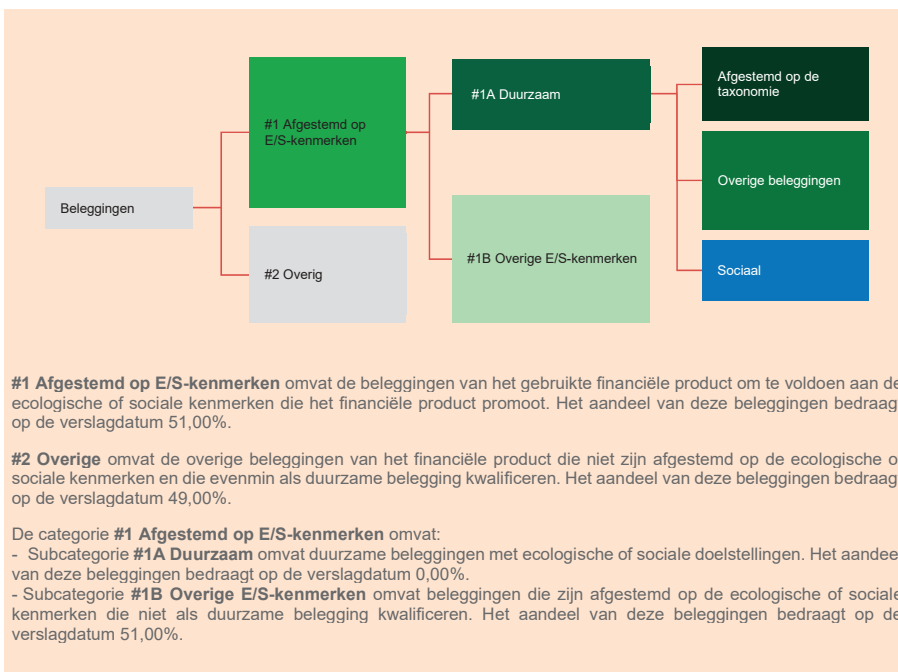 Afgestemd op de
taxonomie
#1A Duurzaam
#1 Afgestemd op
E/S-kenmerken
Overige beleggingen
Beleggingen
#1B Overige E/S-kenmerken
#2 Overig
Sociaal
#1 Afgestemd op E/S-kenmerken omvat de beleggingen van het gebruikte financiële product om te voldoen aan de
ecologische of sociale kenmerken die het financiële product promoot. Het aandeel van deze beleggingen bedraag
op de verslagdatum 51,00%.
#2 Overige omvat de overige beleggingen van het financiële product die niet zijn afgestemd op de ecologische o
sociale kenmerken en die evenmin als duurzame belegging kwalificeren. Het aandeel van deze beleggingen bedraag
op de verslagdatum 49,00%.
De categorie #1 Afgestemd op E/S-kenmerken omvat:
- Subcategorie #1A Duurzaam omvat duurzame beleggingen met ecologische of sociale doelstellingen. Het aandee
van deze beleggingen bedraagt op de verslagdatum 0,00%.
- Subcategorie #1B Overige E/S-kenmerken omvat beleggingen die zijn afgestemd op de ecologische of sociale
kenmerken die niet als duurzame belegging kwalificeren. Het aandeel van deze beleggingen bedraagt op de
verslagdatum 51,00%.